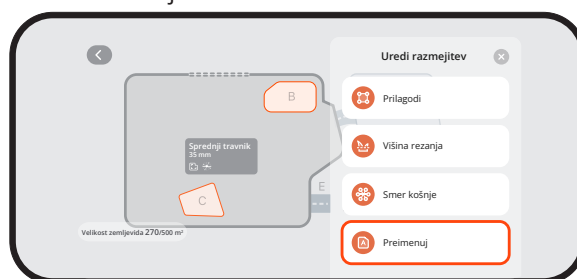 Uredi razmejitev
B
Prilagodi
Sprednji travnik
35 mm
Višina rezanja
E
C
Smer košnje
Velikost zemljevida 270/500 m²
A
Preimenuj